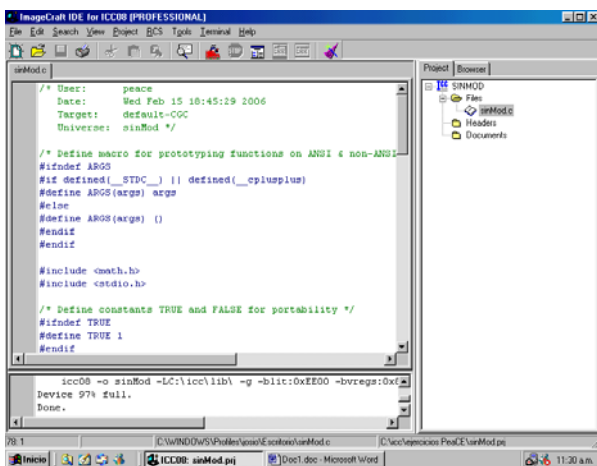 ImageCraft IDE for ICC08 (PROFESSIONAL)
File Edit Search View Project RCS Tools Terminal Help
sinMod.c
/* User: peace
Date: Wed Feb 15 18:45:29 2006
Target: default-CGC
Universe: sinMod */
/* Define macro for prototyping functions on ANSI & non-ANSI
#ifndef ARGS
#if defined(__STDC__) || defined(__cplusplus)
#define ARGS(args) args
#else
#define ARGS(args) ()
#endif
#endif
#include <math.h>
#include <stdio.h>
/* Define constants TRUE and FALSE for portability */
#ifndef TRUE
#define TRUE 1
#endif
Project Browser
SINMOD
Files
sinMod.c
Headers
Documents
icc08 -o sinMod -LC:\icc\lib\ -g -blit:0xEE00 -bvregs:0x
Device 97% full.
Done.
78:1 C:\WINDOWS\Profiles\josio\Escritorio\sinMod.c C:\icc\ejercicios PeaCE\sinMod.prj
Inicio ICC08: sinMod.prj Doc1.doc - Microsoft Word 11:30 a.m.